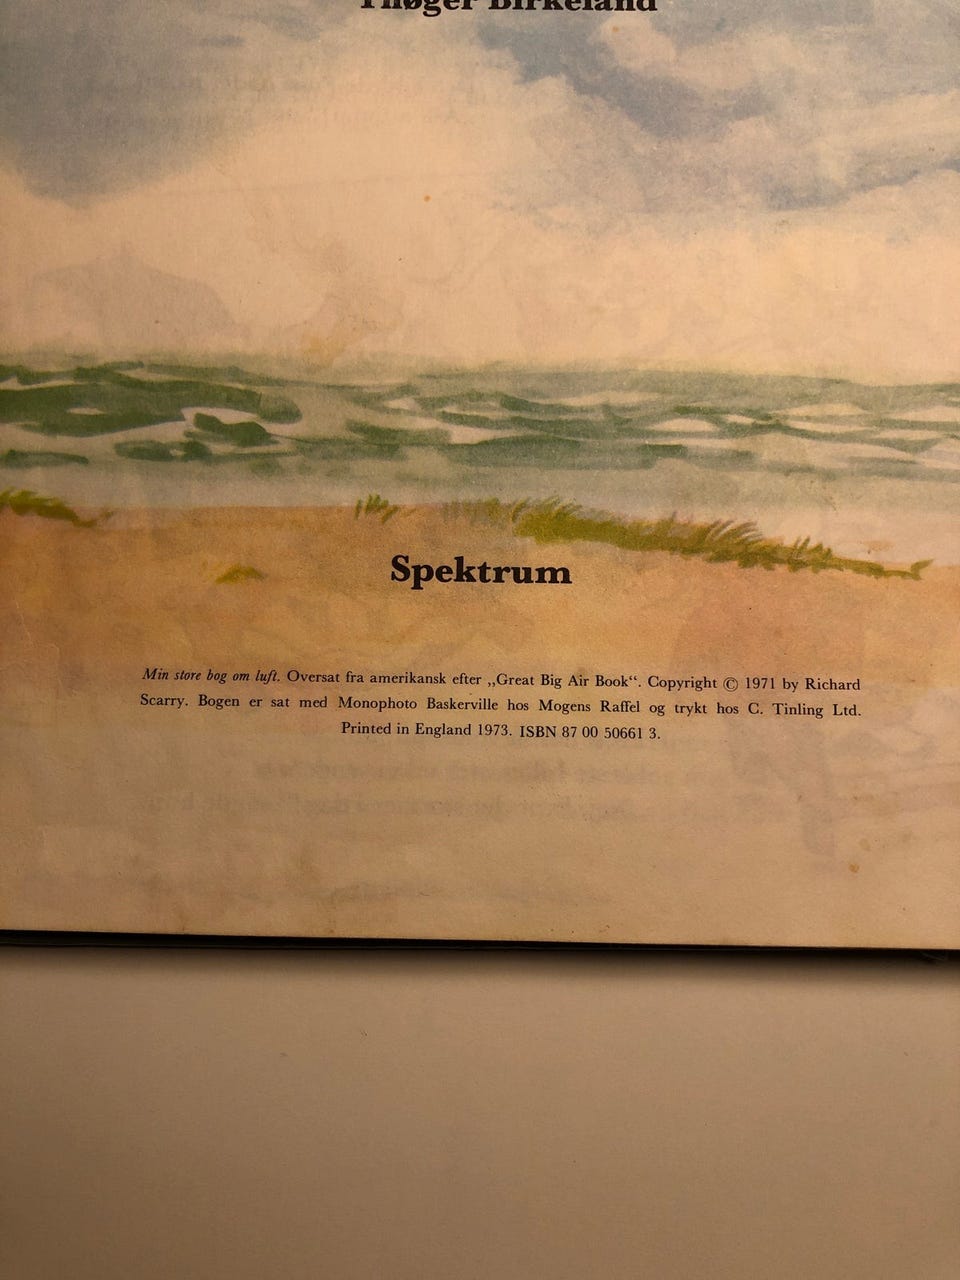 Thøger Birkeland
Spektrum
Min store bog om luft. Oversat fra amerikansk efter „Great Big Air Book“. Copyright © 1971 by Richard
Scarry. Bogen er sat med Monophoto Baskerville hos Mogens Raffel og trykt hos C. Tinling Ltd.
Printed in England 1973. ISBN 87 00 50661 3.